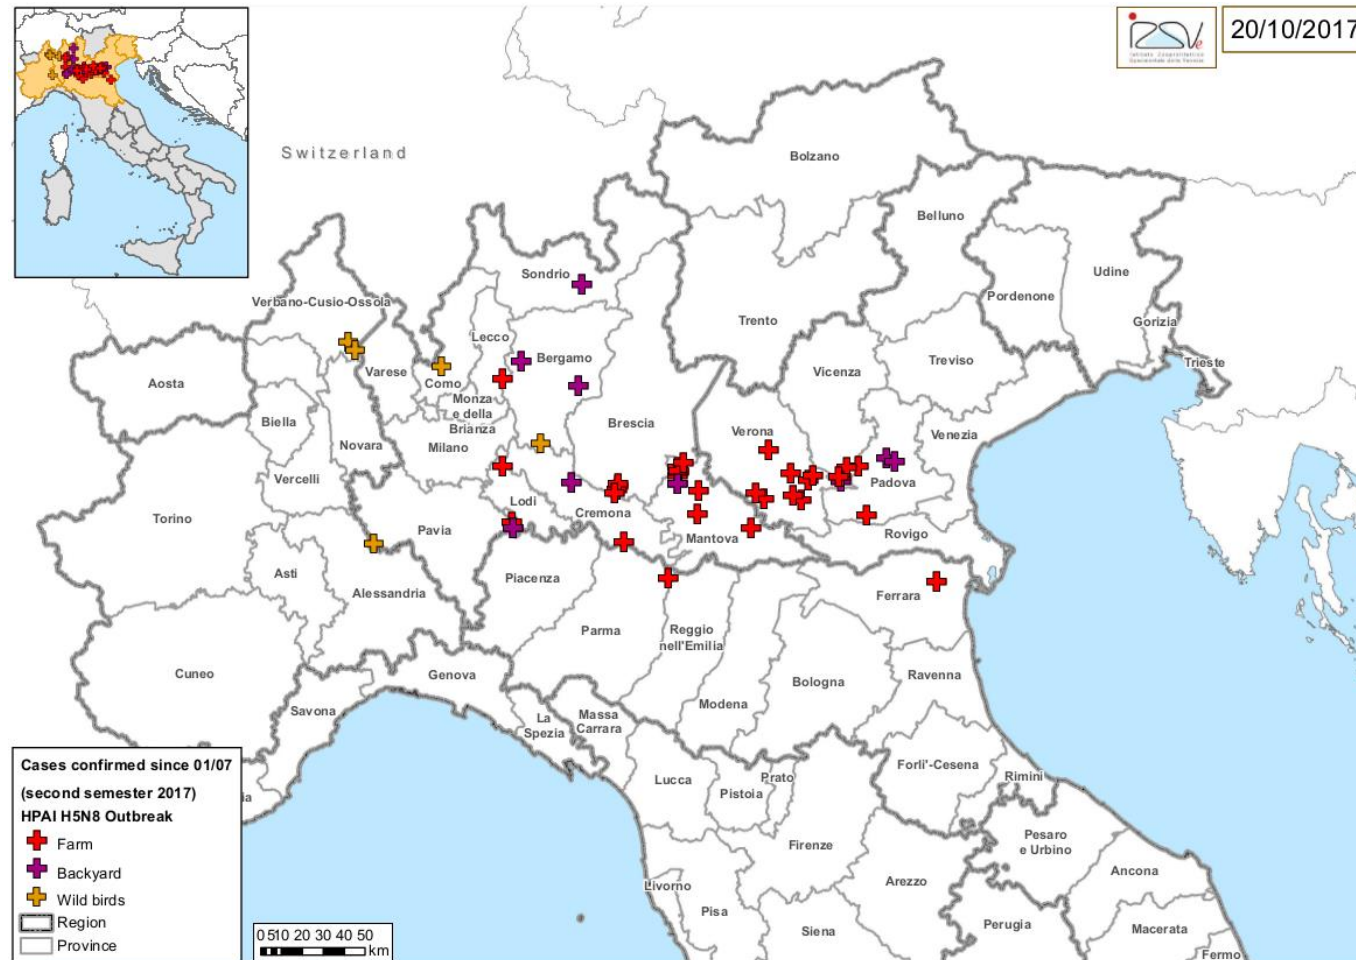 20/10/2017
Switzerland
Bolzano
Belluno
Udine
Pordenone
Gorizia
Trieste
Sondrio
Verbano-Cusio-Ossola
Trento
Lecco
Bergamo
Treviso
Aosta
Varese
Como
Vicenza
Monza
e della
Brianza
Biella
Brescia
Verona
Venezia
Novara
Milano
Vercelli
Padova
Lodi
Torino
Pavia
Cremona
Mantova
Rovigo
Asti
Piacenza
Alessandria
Ferrara
Parma
Reggio
nell'Emilia
Cuneo
Genova
Bologna
Ravenna
Modena
Savona
La
Spezia
Massa
Carrara
Forli'-Cesena
Rimini
Lucca
Prato
Pistoia
Pesaro
e Urbino
Firenze
Ancona
Livorno
Arezzo
Pisa
Siena
Perugia
Macerata
Fermo
Cases confirmed since 01/07
(second semester 2017)
HPAI H5N8 Outbreak
Farm
Backyard
Wild birds
Region
Province
ia
0 5 10 20 30 40 50
km